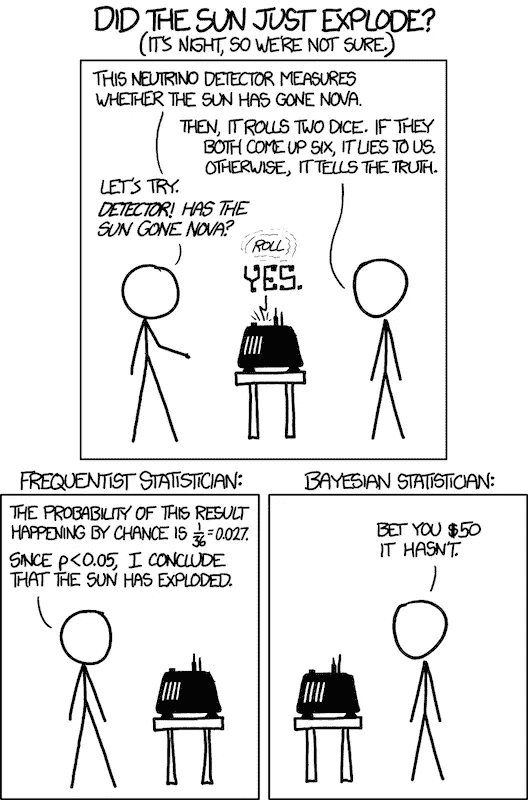 DID THE SUN JUST EXPLODE?
(IT'S NIGHT, SO WE'RE NOT SURE.)
THIS NEUTRINO DETECTOR MEASURES
WHETHER THE SUN HAS GONE NOVA.
THEN, IT ROLLS TWO DICE. IF THEY
BOTH COME UP SIX, IT LIES TO US.
OTHERWISE, IT TELLS THE TRUTH.
LET'S TRY.
DETECTOR! HAS THE
SUN GONE NOVA?
ROLL
YES.
FREQUENTIST STATISTICIAN:
THE PROBABILITY OF THIS RESULT
HAPPENING BY CHANCE IS 1/36 = 0.027.
SINCE p<0.05, I CONCLUDE
THAT THE SUN HAS EXPLODED.
BAYESIAN STATISTICIAN:
BET YOU $50
IT HASN'T.